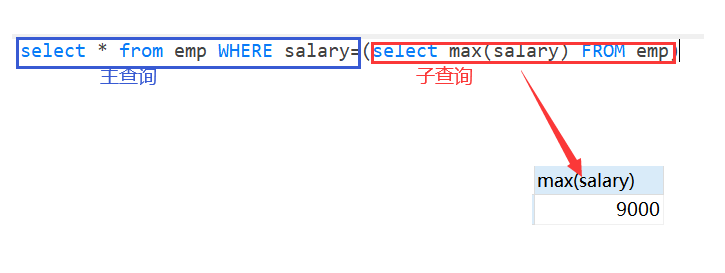 select * from emp WHERE salary=(select max(salary) FROM emp)
主查询 子查询
max(salary)
9000